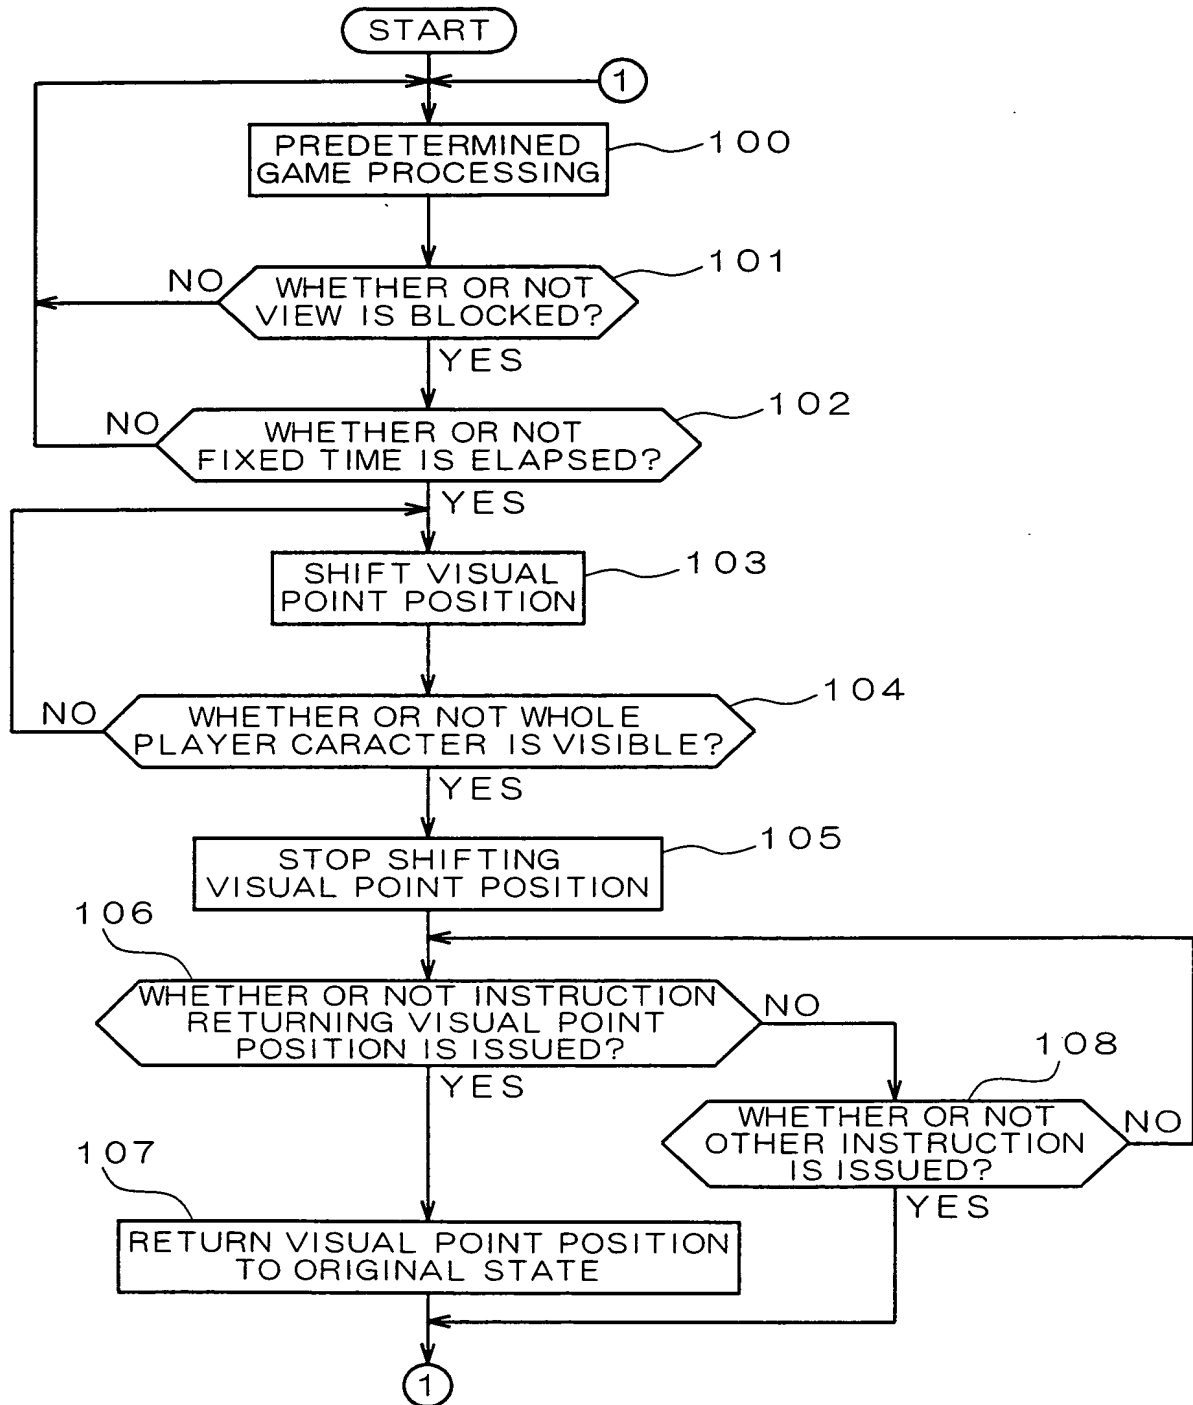 START
1
PREDETERMINED
GAME PROCESSING
100
WHETHER OR NOT
VIEW IS BLOCKED?
101
NO
YES
WHETHER OR NOT
FIXED TIME IS ELAPSED?
102
NO
YES
SHIFT VISUAL
POINT POSITION
103
WHETHER OR NOT WHOLE
PLAYER CARACTER IS VISIBLE?
104
NO
YES
STOP SHIFTING
VISUAL POINT POSITION
105
106
WHETHER OR NOT INSTRUCTION
RETURNING VISUAL POINT
POSITION IS ISSUED?
NO
YES
108
WHETHER OR NOT
OTHER INSTRUCTION
IS ISSUED?
NO
YES
107
RETURN VISUAL POINT POSITION
TO ORIGINAL STATE
1